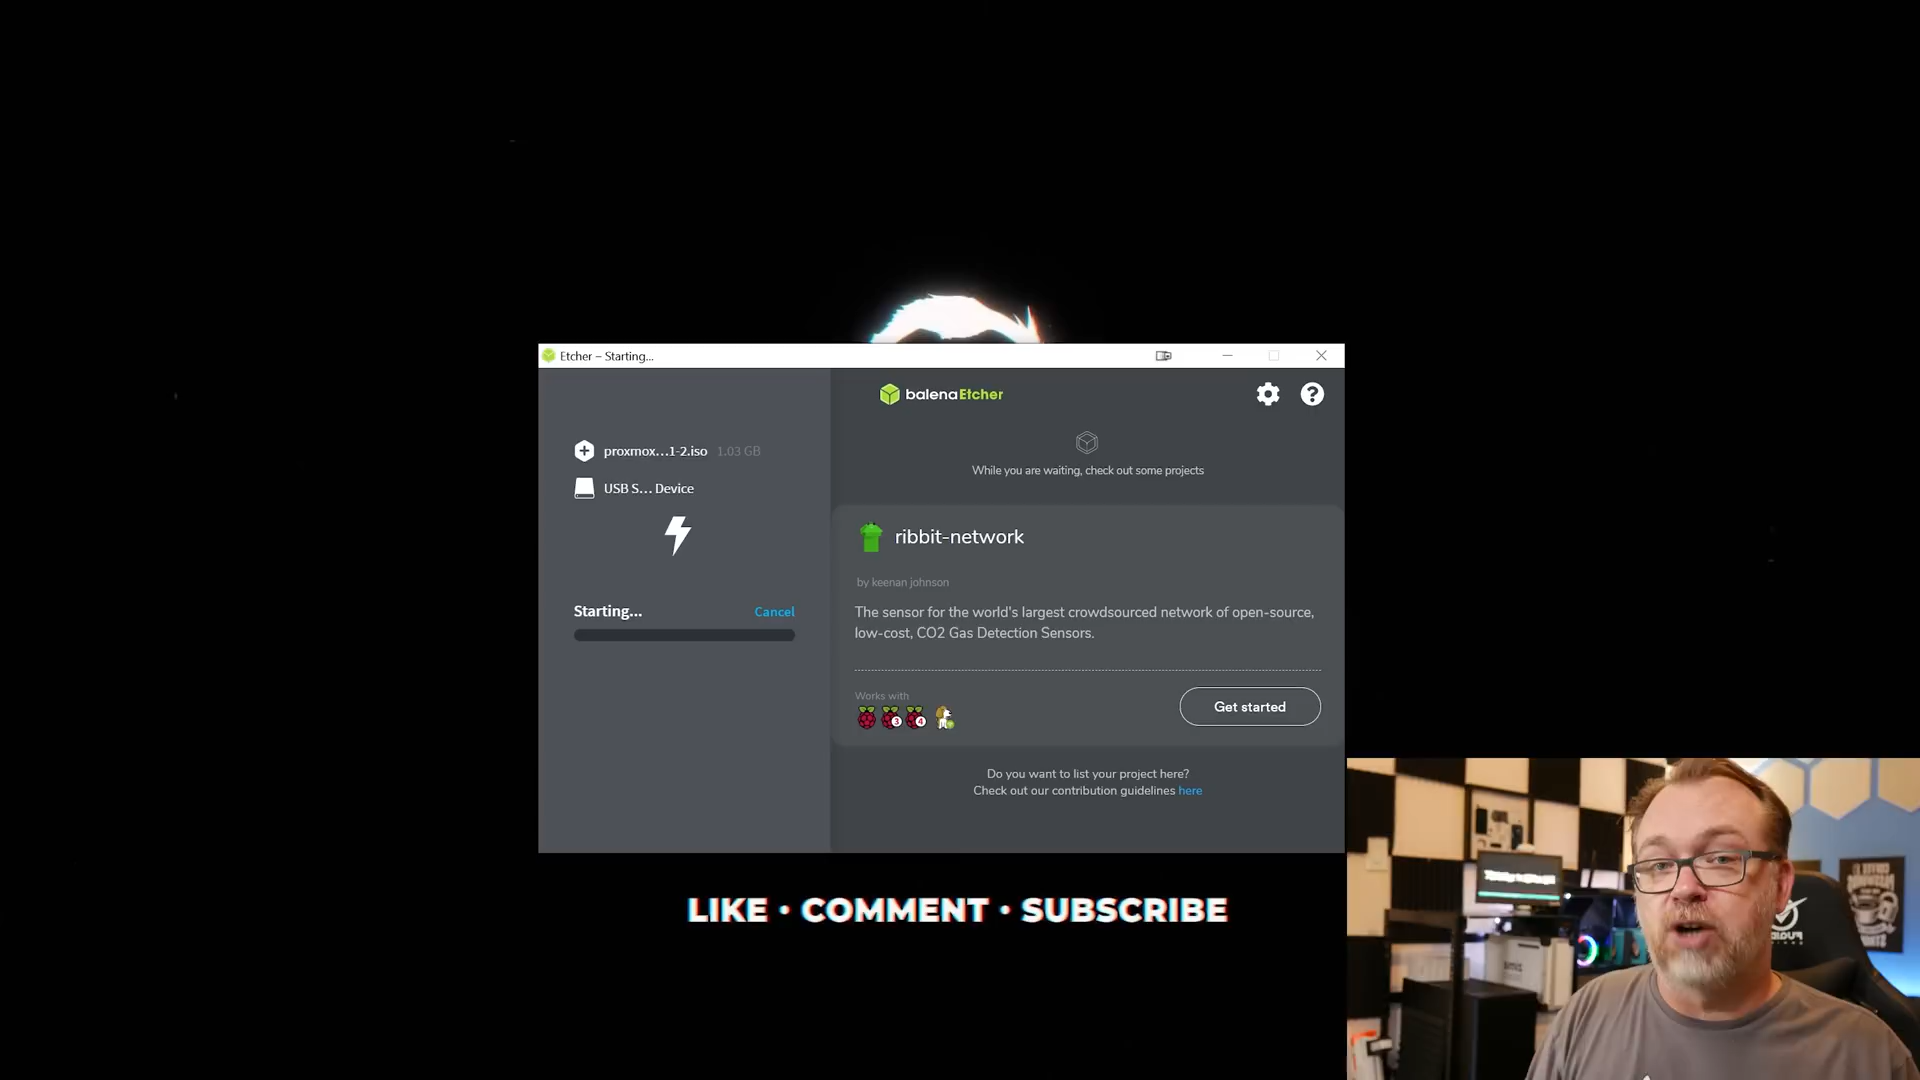 Etcher – Starting...
balenaEtcher
proxmox...1-2.iso 1.03 GB
USB S... Device
Starting...
Cancel
While you are waiting, check out some projects
ribbit-network
by keenan johnson
The sensor for the world's largest crowdsourced network of open-source,
low-cost, CO2 Gas Detection Sensors.
Works with
3
4
Get started
Do you want to list your project here?
Check out our contribution guidelines here
LIKE • COMMENT • SUBSCRIBE